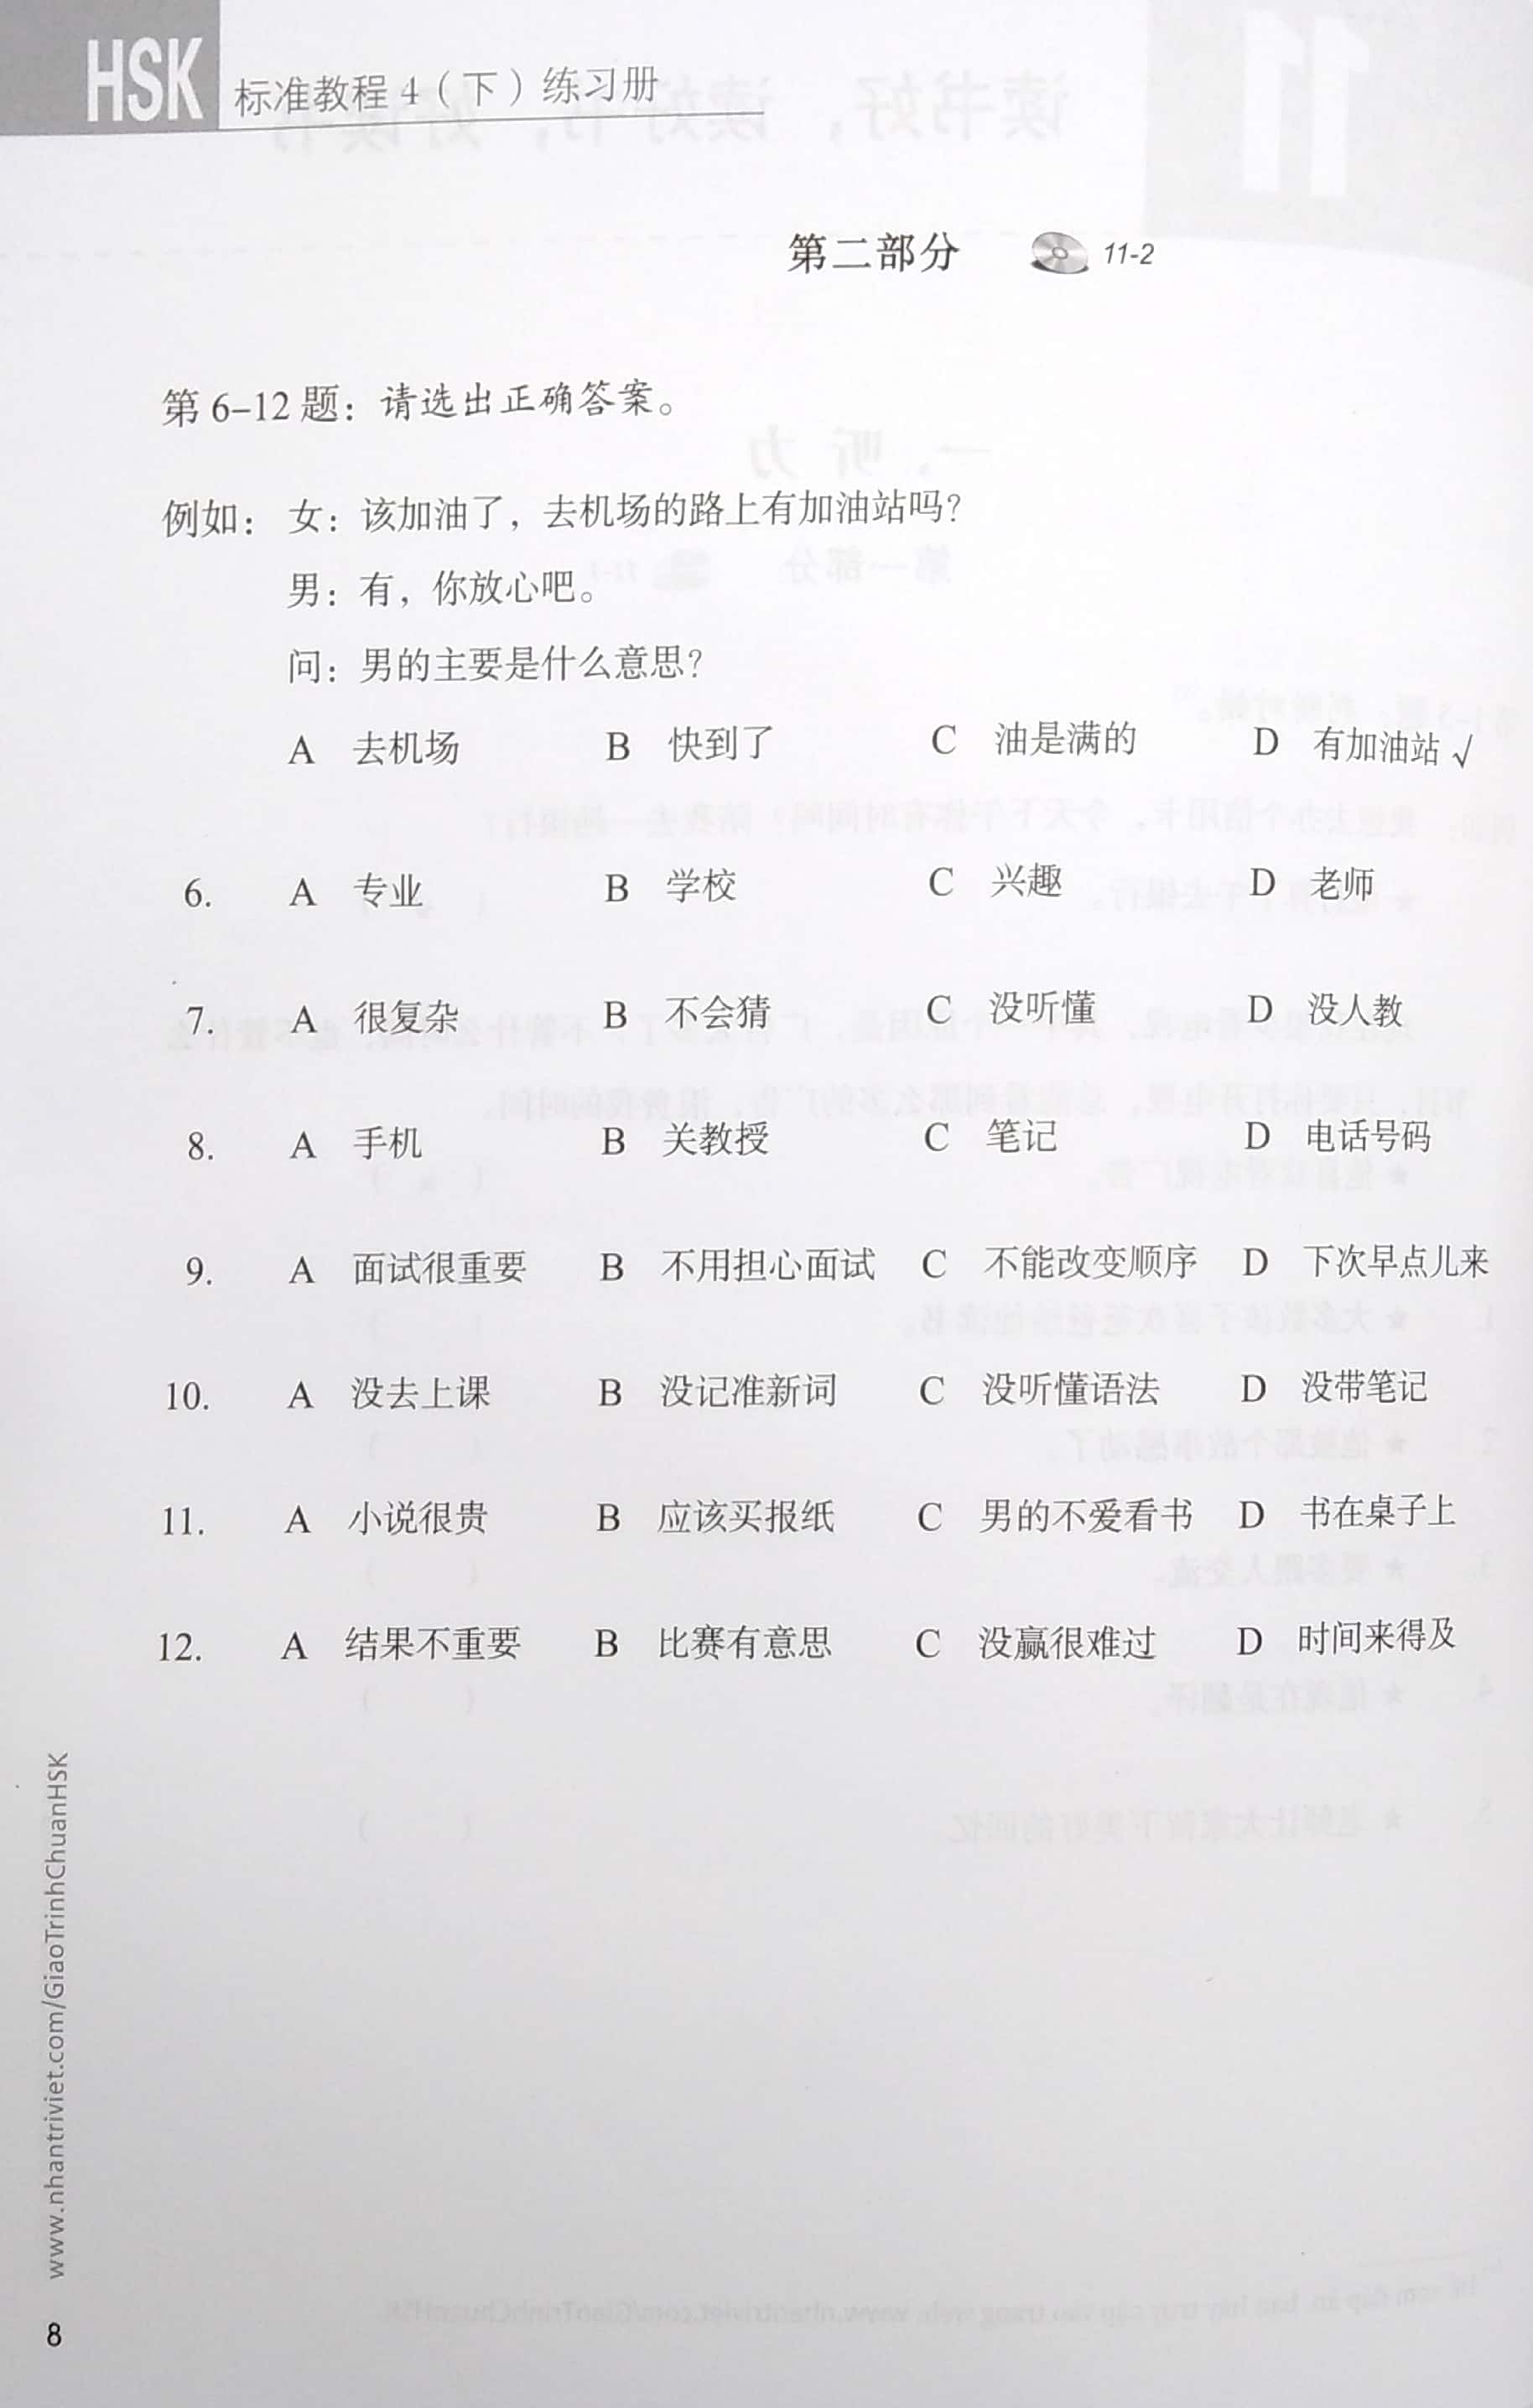 HSK 标准教程 4（下）练习册
第二部分 11-2
第 6–12 题：请选出正确答案。
例如： 女：该加油了，去机场的路上有加油站吗？
男：有，你放心吧。
问：男的主要是什么意思？
A 去机场 B 快到了 C 油是满的 D 有加油站 √
6. A 专业 B 学校 C 兴趣 D 老师
7. A 很复杂 B 不会猜 C 没听懂 D 没人教
8. A 手机 B 关教授 C 笔记 D 电话号码
9. A 面试很重要 B 不用担心面试 C 不能改变顺序 D 下次早点儿来
10. A 没去上课 B 没记准新词 C 没听懂语法 D 没带笔记
11. A 小说很贵 B 应该买报纸 C 男的不爱看书 D 书在桌子上
12. A 结果不重要 B 比赛有意思 C 没赢很难过 D 时间来得及
www.nhantriviet.com/GiaoTrinhChuanHSK
8